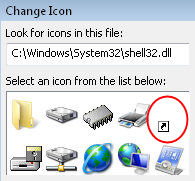 Change Icon
Look for icons in this file:
C:\Windows\System32\shell32.dll
Select an icon from the list below: